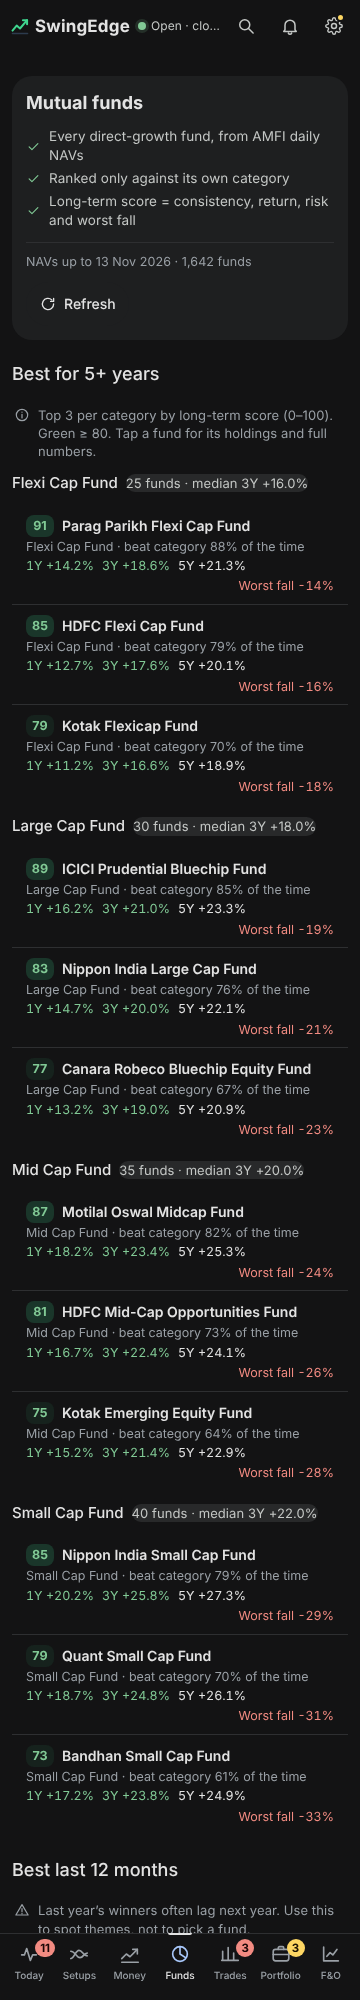 SwingEdge Open · clo...
Mutual funds
Every direct-growth fund, from AMFI daily
NAVs
Ranked only against its own category
Long-term score = consistency, return, risk
and worst fall
NAVs up to 13 Nov 2026 · 1,642 funds
Refresh
Best for 5+ years
Top 3 per category by long-term score (0–100).
Green ≥ 80. Tap a fund for its holdings and full
numbers.
Flexi Cap Fund 25 funds · median 3Y +16.0%
91 Parag Parikh Flexi Cap Fund
Flexi Cap Fund · beat category 88% of the time
1Y +14.2% 3Y +18.6% 5Y +21.3%
Worst fall -14%
85 HDFC Flexi Cap Fund
Flexi Cap Fund · beat category 79% of the time
1Y +12.7% 3Y +17.6% 5Y +20.1%
Worst fall -16%
79 Kotak Flexicap Fund
Flexi Cap Fund · beat category 70% of the time
1Y +11.2% 3Y +16.6% 5Y +18.9%
Worst fall -18%
Large Cap Fund 30 funds · median 3Y +18.0%
89 ICICI Prudential Bluechip Fund
Large Cap Fund · beat category 85% of the time
1Y +16.2% 3Y +21.0% 5Y +23.3%
Worst fall -19%
83 Nippon India Large Cap Fund
Large Cap Fund · beat category 76% of the time
1Y +14.7% 3Y +20.0% 5Y +22.1%
Worst fall -21%
77 Canara Robeco Bluechip Equity Fund
Large Cap Fund · beat category 67% of the time
1Y +13.2% 3Y +19.0% 5Y +20.9%
Worst fall -23%
Mid Cap Fund 35 funds · median 3Y +20.0%
87 Motilal Oswal Midcap Fund
Mid Cap Fund · beat category 82% of the time
1Y +18.2% 3Y +23.4% 5Y +25.3%
Worst fall -24%
81 HDFC Mid-Cap Opportunities Fund
Mid Cap Fund · beat category 73% of the time
1Y +16.7% 3Y +22.4% 5Y +24.1%
Worst fall -26%
75 Kotak Emerging Equity Fund
Mid Cap Fund · beat category 64% of the time
1Y +15.2% 3Y +21.4% 5Y +22.9%
Worst fall -28%
Small Cap Fund 40 funds · median 3Y +22.0%
85 Nippon India Small Cap Fund
Small Cap Fund · beat category 79% of the time
1Y +20.2% 3Y +25.8% 5Y +27.3%
Worst fall -29%
79 Quant Small Cap Fund
Small Cap Fund · beat category 70% of the time
1Y +18.7% 3Y +24.8% 5Y +26.1%
Worst fall -31%
73 Bandhan Small Cap Fund
Small Cap Fund · beat category 61% of the time
1Y +17.2% 3Y +23.8% 5Y +24.9%
Worst fall -33%
Best last 12 months
Last year's winners often lag next year. Use this
to spot themes, not to pick a fund.
11 3 3
Today Setups Money Funds Trades Portfolio F&O